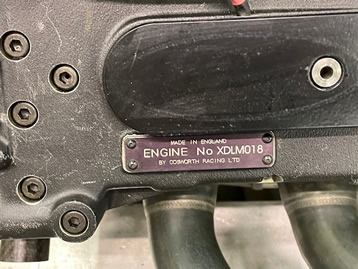 MADE IN ENGLAND
ENGINE No XDLM018
BY COSWORTH RACING LTD